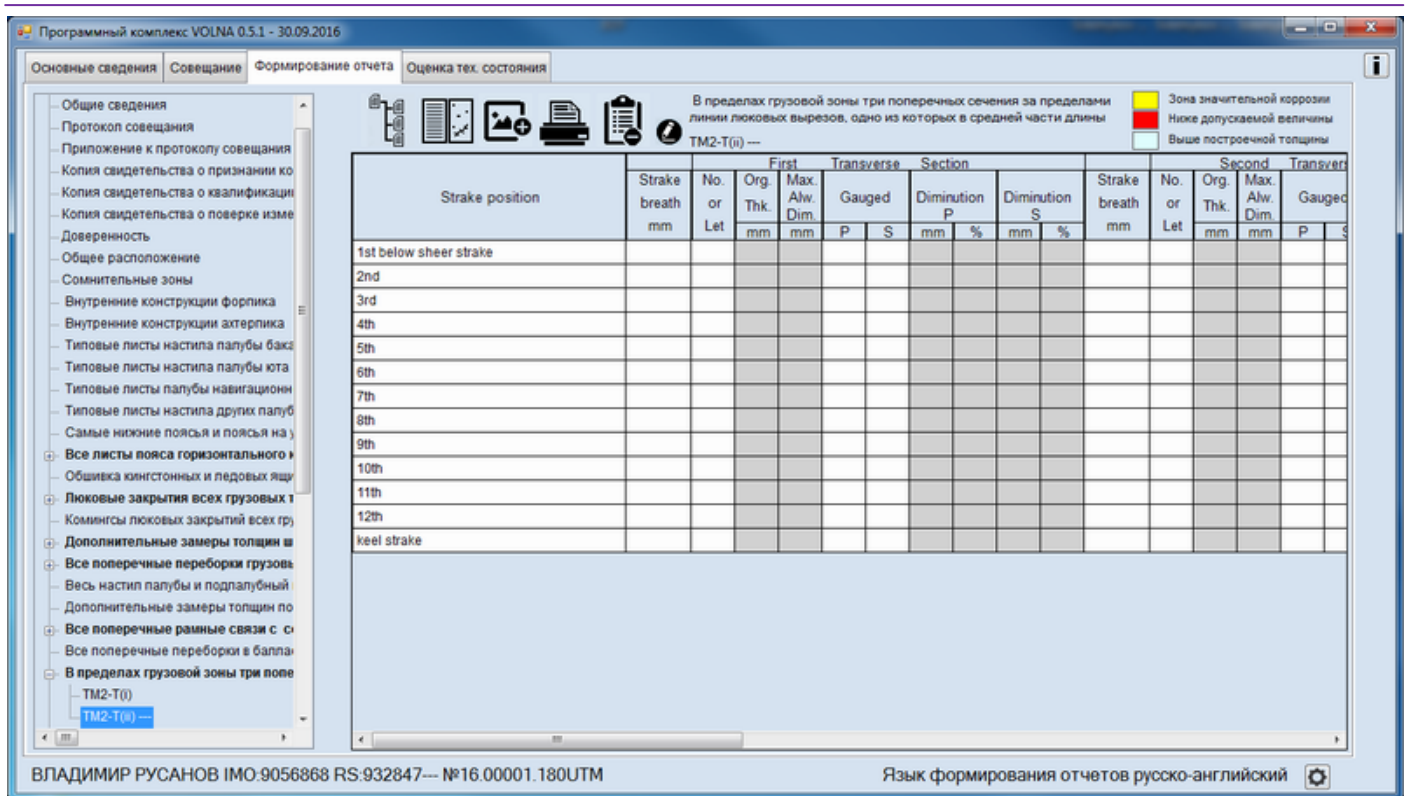 Программный комплекс VOLNA 0.5.1 - 30.09.2016
Основные сведения Совещание Формирование отчета Оценка тех. состояния
Общие сведения
Протокол совещания
Приложение к протоколу совещания
Копия свидетельства о признании ко
Копия свидетельства о квалификации
Копия свидетельства о поверке изме
Доверенность
Общее расположение
Сомнительные зоны
Внутренние конструкции форпика
Внутренние конструкции ахтерпика
Типовые листы настила палубы бака
Типовые листы настила палубы юта
Типовые листы палубы навигационн
Типовые листы настила других палуб
Самые нижние поясья и поясья на у
Все листы пояса горизонтального к
Обшивка кингстонных и ледовых ящи
Люковые закрытия всех грузовых т
Комингсы люковых закрытий всех гру
Дополнительные замеры толщин ш
Все поперечные переборки грузовы
Весь настил палубы и подпалубный
Дополнительные замеры толщин по
Все поперечные рамные связи с со
Все поперечные переборки в балла
В пределах грузовой зоны три попе
TM2-T(i)
TM2-T(ii) ---
В пределах грузовой зоны три поперечных сечения за пределами
линии люковых вырезов, одно из которых в средней части длины
TM2-T(ii) ---
Зона значительной коррозии
Ниже допускаемой величины
Выше построечной толщины
First Transverse Section Second Transvers
Strake position Strake breath mm No. or Let Org. Thk. mm Max. Alw. Dim. mm Gauged P S Diminution P mm % Diminution S mm % Strake breath mm No. or Let Org. Thk. mm Max. Alw. Dim. mm Gauged P S
1st below sheer strake
2nd
3rd
4th
5th
6th
7th
8th
9th
10th
11th
12th
keel strake
ВЛАДИМИР РУСАНОВ IMO:9056868 RS:932847--- №16.00001.180UTM
Язык формирования отчетов русско-английский